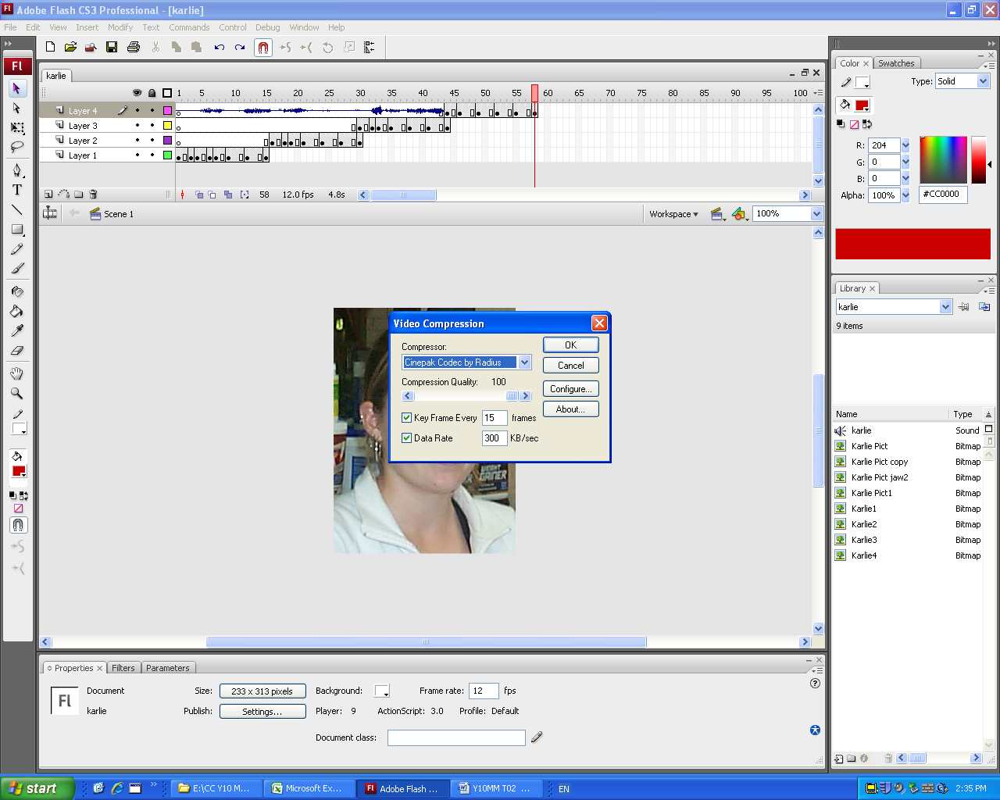 Adobe Flash CS3 Professional - [karlie]
File Edit View Insert Modify Text Commands Control Debug Window Help
Fl
karlie
1 5 10 15 20 25 30 35 40 45 50 55 60 65 70 75 80 85 90 95 100
Layer 4
Layer 3
Layer 2
Layer 1
58 12.0 fps 4.8s
Scene 1
Workspace
100%
Video Compression
Compressor:
Cinepak Codec by Radius
Compression Quality: 100
Key Frame Every 15 frames
Data Rate 300 KB/sec
OK
Cancel
Configure...
About...
WEIGHT
GAINER
Color Swatches
Type: Solid
R: 204
G: 0
B: 0
Alpha: 100% #CC0000
Library
karlie
9 items
Name Type
karlie Sound
Karlie Pict Bitmap
Karlie Pict copy Bitmap
Karlie Pict jaw2 Bitmap
Karlie Pict1 Bitmap
Karlie1 Bitmap
Karlie2 Bitmap
Karlie3 Bitmap
Karlie4 Bitmap
Properties Filters Parameters
Fl
Document
karlie
Size: 233 x 313 pixels Background: Frame rate: 12 fps
Publish: Settings... Player: 9 ActionScript: 3.0 Profile: Default
Document class:
start
E:\CC Y10 M...
Microsoft Ex...
Adobe Flash ...
Y10MM T02 ...
EN
2:35 PM